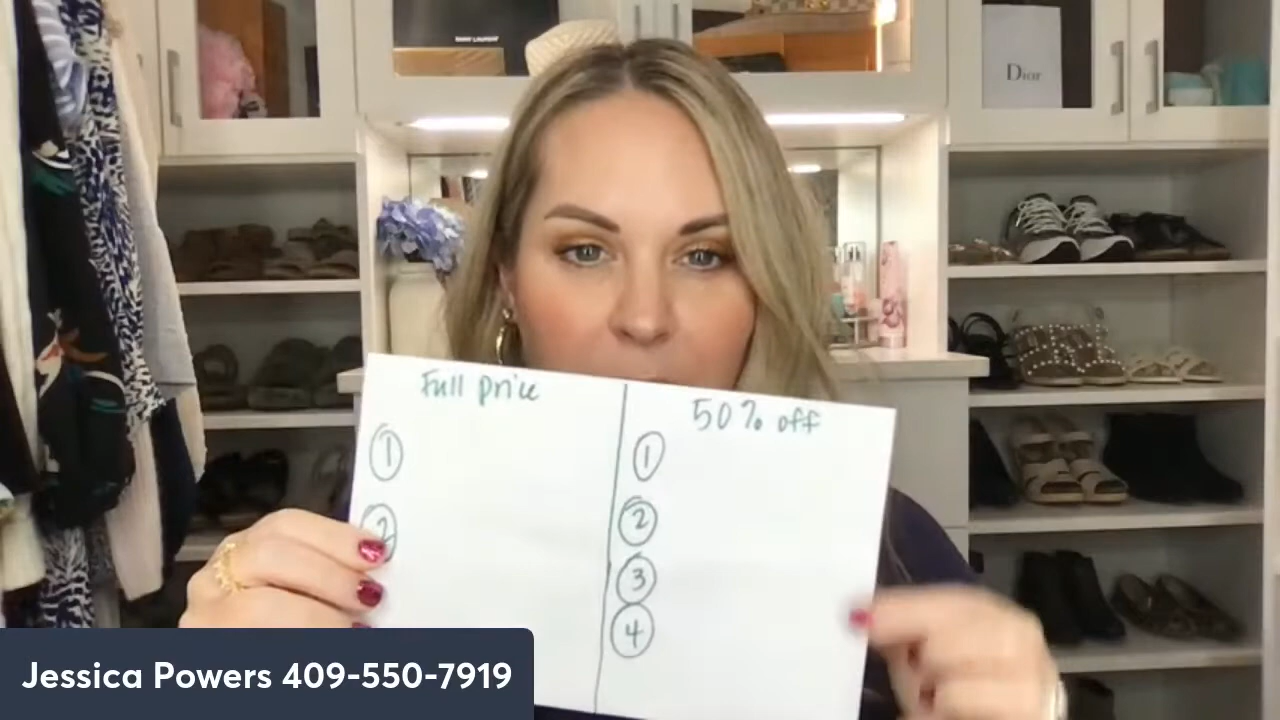 SAINT LAURENT
Dior
Full price
50% off
1
1
2
2
3
4
Jessica Powers 409-550-7919